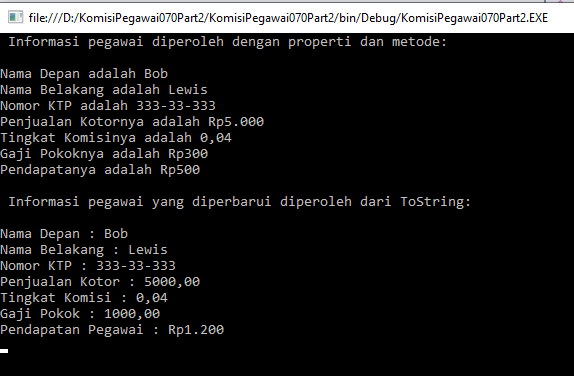 file:///D:/KomisiPegawai070Part2/KomisiPegawai070Part2/bin/Debug/KomisiPegawai070Part2.EXE
Informasi pegawai diperoleh dengan properti dan metode:
Nama Depan adalah Bob
Nama Belakang adalah Lewis
Nomor KTP adalah 333-33-333
Penjualan Kotornya adalah Rp5.000
Tingkat Komisinya adalah 0,04
Gaji Pokoknya adalah Rp300
Pendapatanya adalah Rp500
Informasi pegawai yang diperbarui diperoleh dari ToString:
Nama Depan : Bob
Nama Belakang : Lewis
Nomor KTP : 333-33-333
Penjualan Kotor : 5000,00
Tingkat Komisi : 0,04
Gaji Pokok : 1000,00
Pendapatan Pegawai : Rp1.200